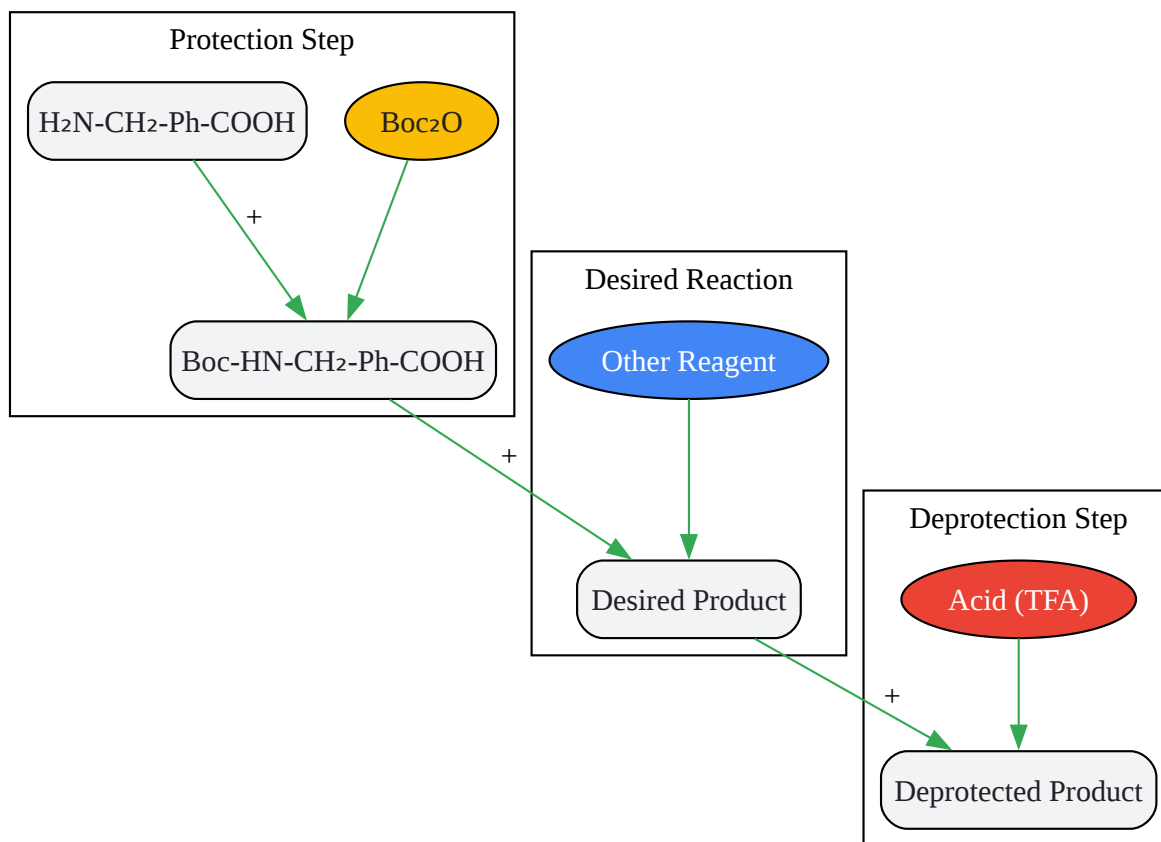 Protection Step
H₂N-CH₂-Ph-COOH
Boc₂O
+
Boc-HN-CH₂-Ph-COOH
+
Desired Reaction
Other Reagent
Desired Product
+
Deprotection Step
Acid (TFA)
Deprotected Product